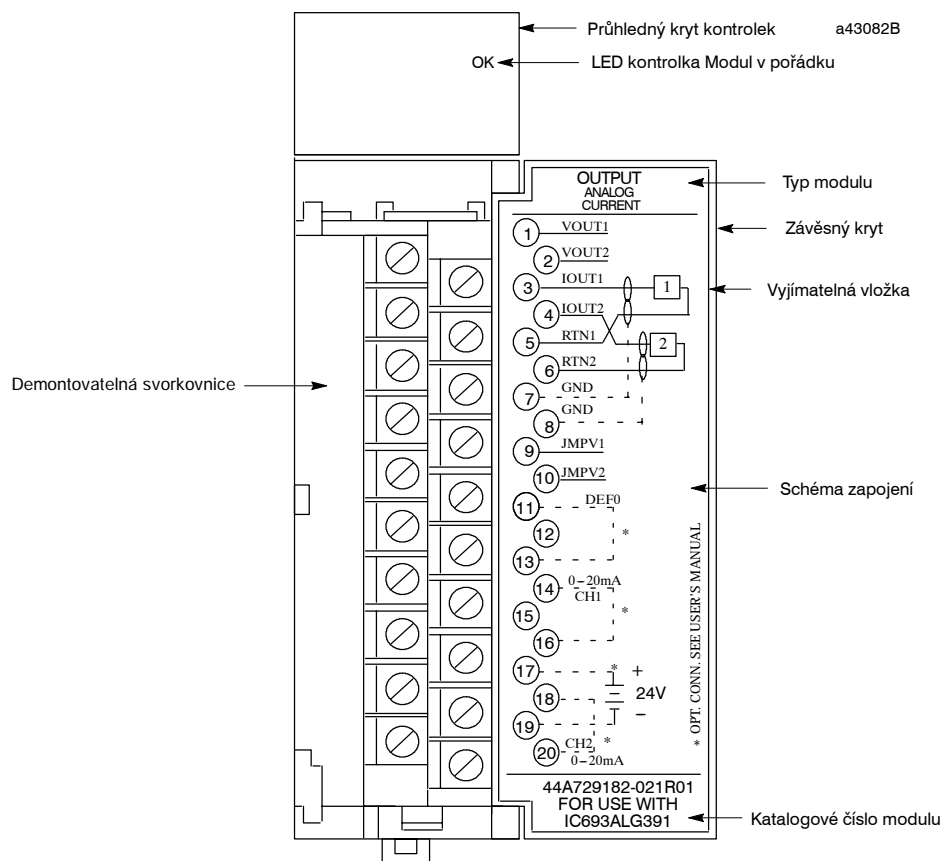 Průhledný kryt kontrolek
a43082B
OK
LED kontrolka Modul v pořádku
OUTPUT
ANALOG
CURRENT
Typ modulu
Závěsný kryt
Vyjímatelná vložka
Demontovatelná svorkovnice
Schéma zapojení
1 VOUT1
2 VOUT2
3 IOUT1 1
4 IOUT2
5 RTN1 2
6 RTN2
7 GND
8 GND
9 JMPV1
10 JMPV2
11 DEF0
12 *
13
14 0-20mA
CH1
15 *
16
17 * +
18 24V
19 -
20 CH2 *
0-20mA
* OPT. CONN. SEE USER'S MANUAL
44A729182-021R01
FOR USE WITH
IC693ALG391
Katalogové číslo modulu